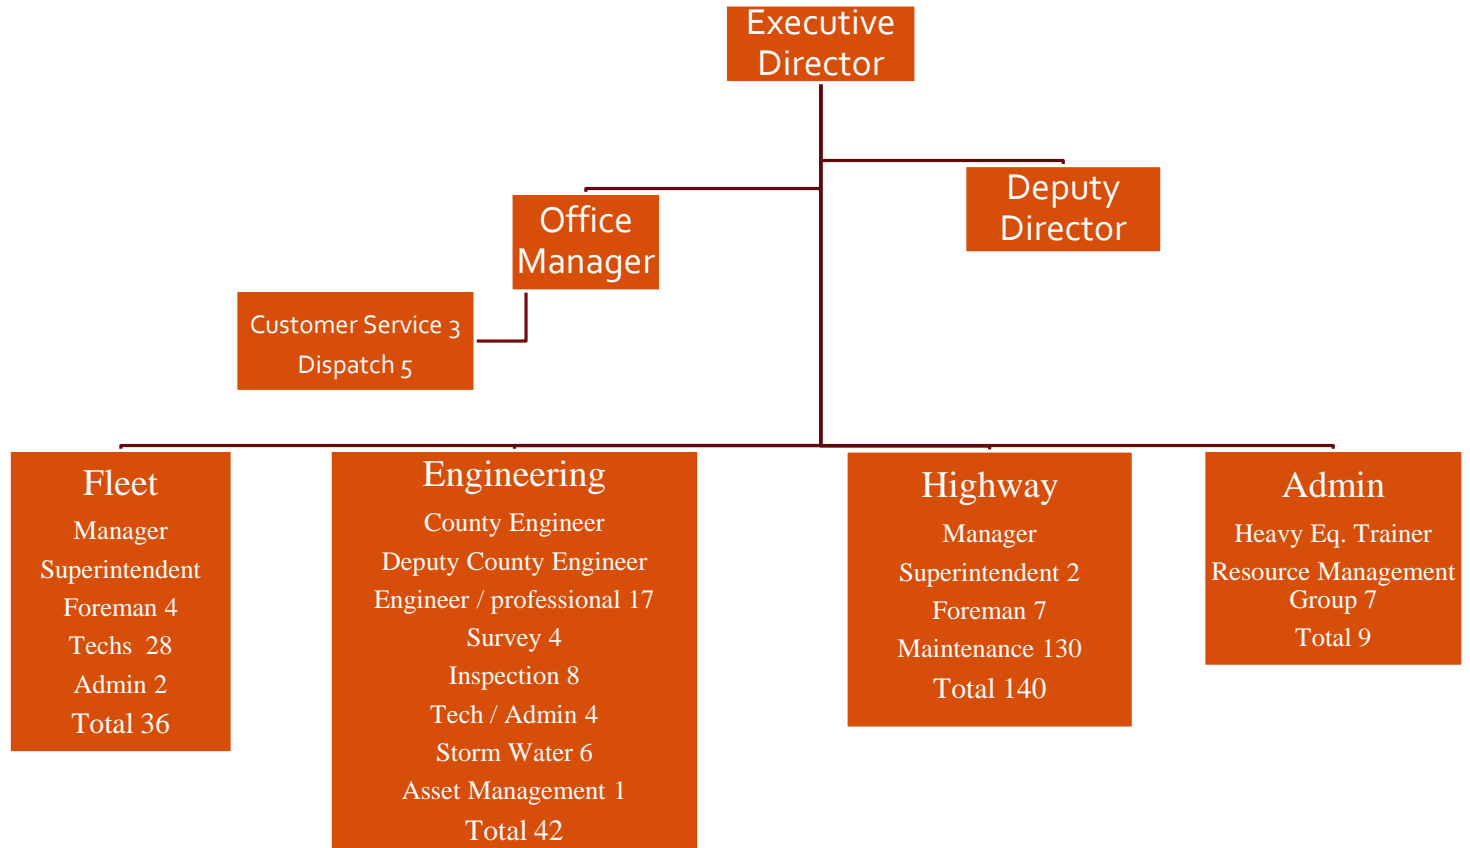 Executive
Director
Deputy
Director
Office
Manager
Customer Service 3
Dispatch 5
Fleet
Manager
Superintendent
Foreman 4
Techs  28
Admin 2
Total 36
Engineering
County Engineer
Deputy County Engineer
Engineer / professional 17
Survey 4
Inspection 8
Tech / Admin 4
Storm Water 6
Asset Management 1
Total 42
Highway
Manager
Superintendent 2
Foreman 7
Maintenance 130
Total 140
Admin
Heavy Eq. Trainer
Resource Management
Group 7
Total 9